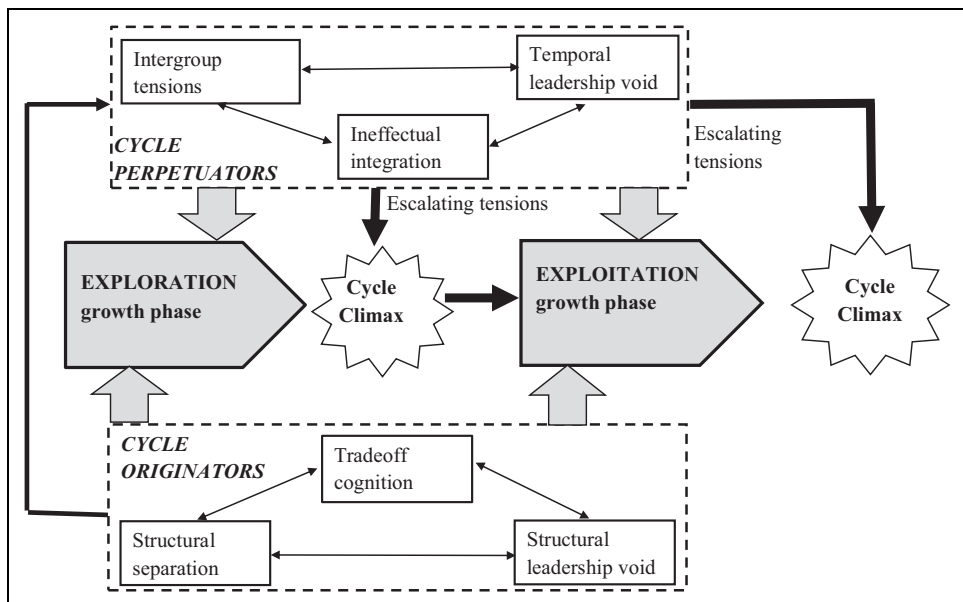 Intergroup
tensions
Temporal
leadership void
Ineffectual
integration
CYCLE
PERPETUATORS
Escalating
tensions
Escalating tensions
EXPLORATION
growth phase
Cycle
Climax
EXPLOITATION
growth phase
Cycle
Climax
CYCLE
ORIGINATORS
Tradeoff
cognition
Structural
separation
Structural
leadership void